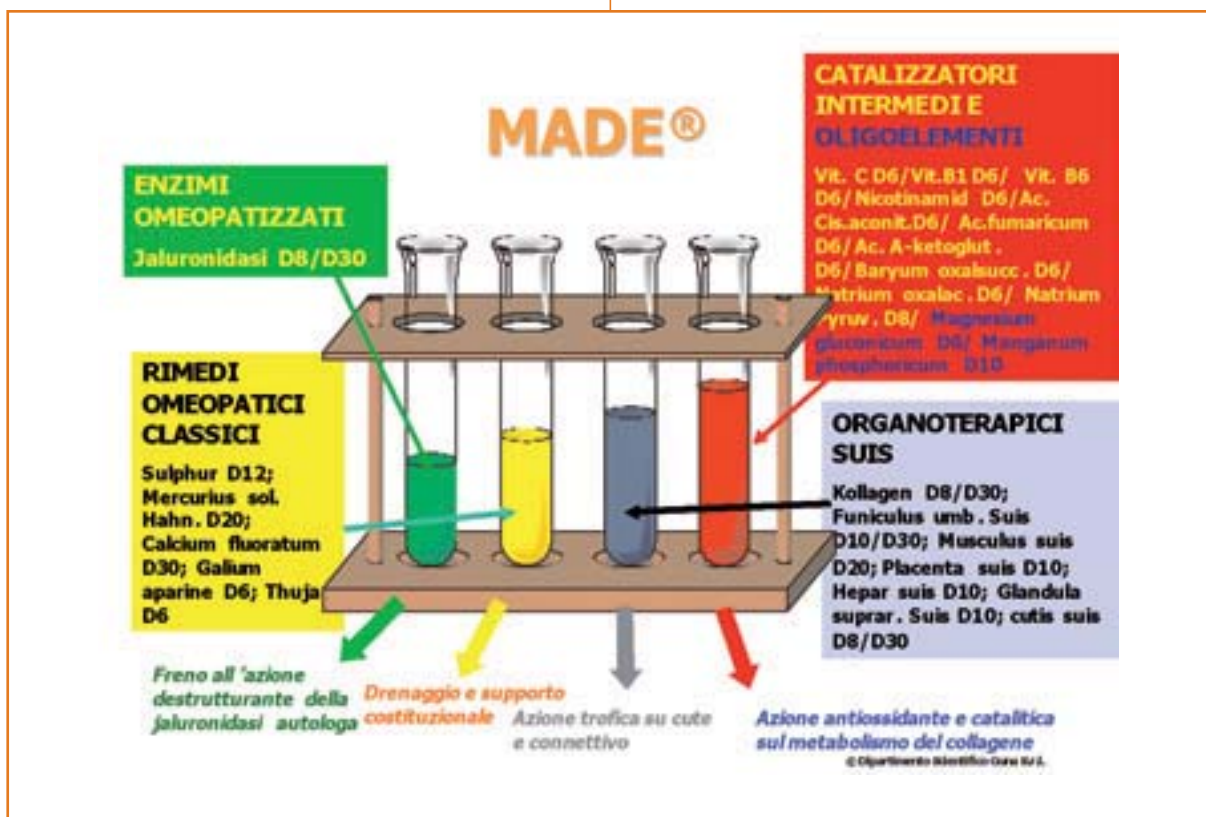 MADE®
ENZIMI
OMEOPATIZZATI
Jaluronidasi D8/D30
RIMEDI
OMEOPATICI
CLASSICI
Sulphur D12;
Mercurius sol.
Hahn. D20;
Calcium fluoratum
D30; Galium
aparine D6; Thuja
D6
CATALIZZATORI
INTERMEDI E
OLIGOELEMENTI
Vit. C D6/Vit.B1 D6/ Vit. B6
D6/Nicotinamid D6/Ac.
Cis.aconit.D6/ Ac.fumaricum
D6/Ac. A-ketoglut.
D6/Baryum oxalsucc. D6/
Natrium oxalac. D6/ Natrium
Pyruv. D8/ Magnesium
gluconicum D6/ Manganum
phosphoricum D10
ORGANOTERAPICI
SUIS
Kollagen D8/D30;
Funiculus umb. Suis
D10/D30; Musculus suis
D20; Placenta suis D10;
Hepar suis D10; Glandula
suprar. Suis D10; cutis suis
D8/D30
Freno all'azione
destrutturante della
jaluronidasi autologa
Drenaggio e supporto
costituzionale
Azione trofica su cute
e connettivo
Azione antiossidante e catalitica
sul metabolismo del collagene
© Dipartimento Scientifico Guna S.r.l.